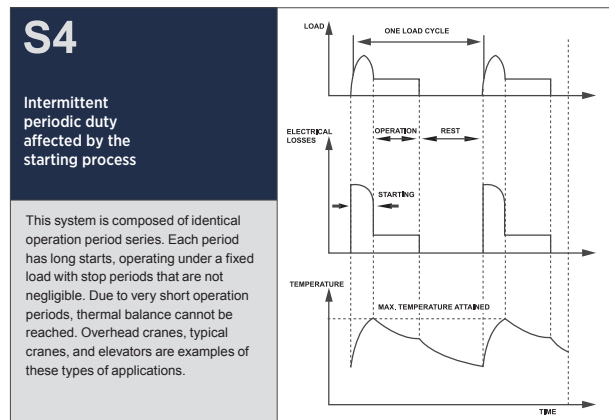 S4
Intermittent
periodic duty
affected by the
starting process
This system is composed of identical
operation period series. Each period
has long starts, operating under a fixed
load with stop periods that are not
negligible. Due to very short operation
periods, thermal balance cannot be
reached. Overhead cranes, typical
cranes, and elevators are examples of
these types of applications.
LOAD
ONE LOAD CYCLE
ELECTRICAL
LOSSES
OPERATION
REST
STARTING
TEMPERATURE
MAX. TEMPERATURE ATTAINED
TIME